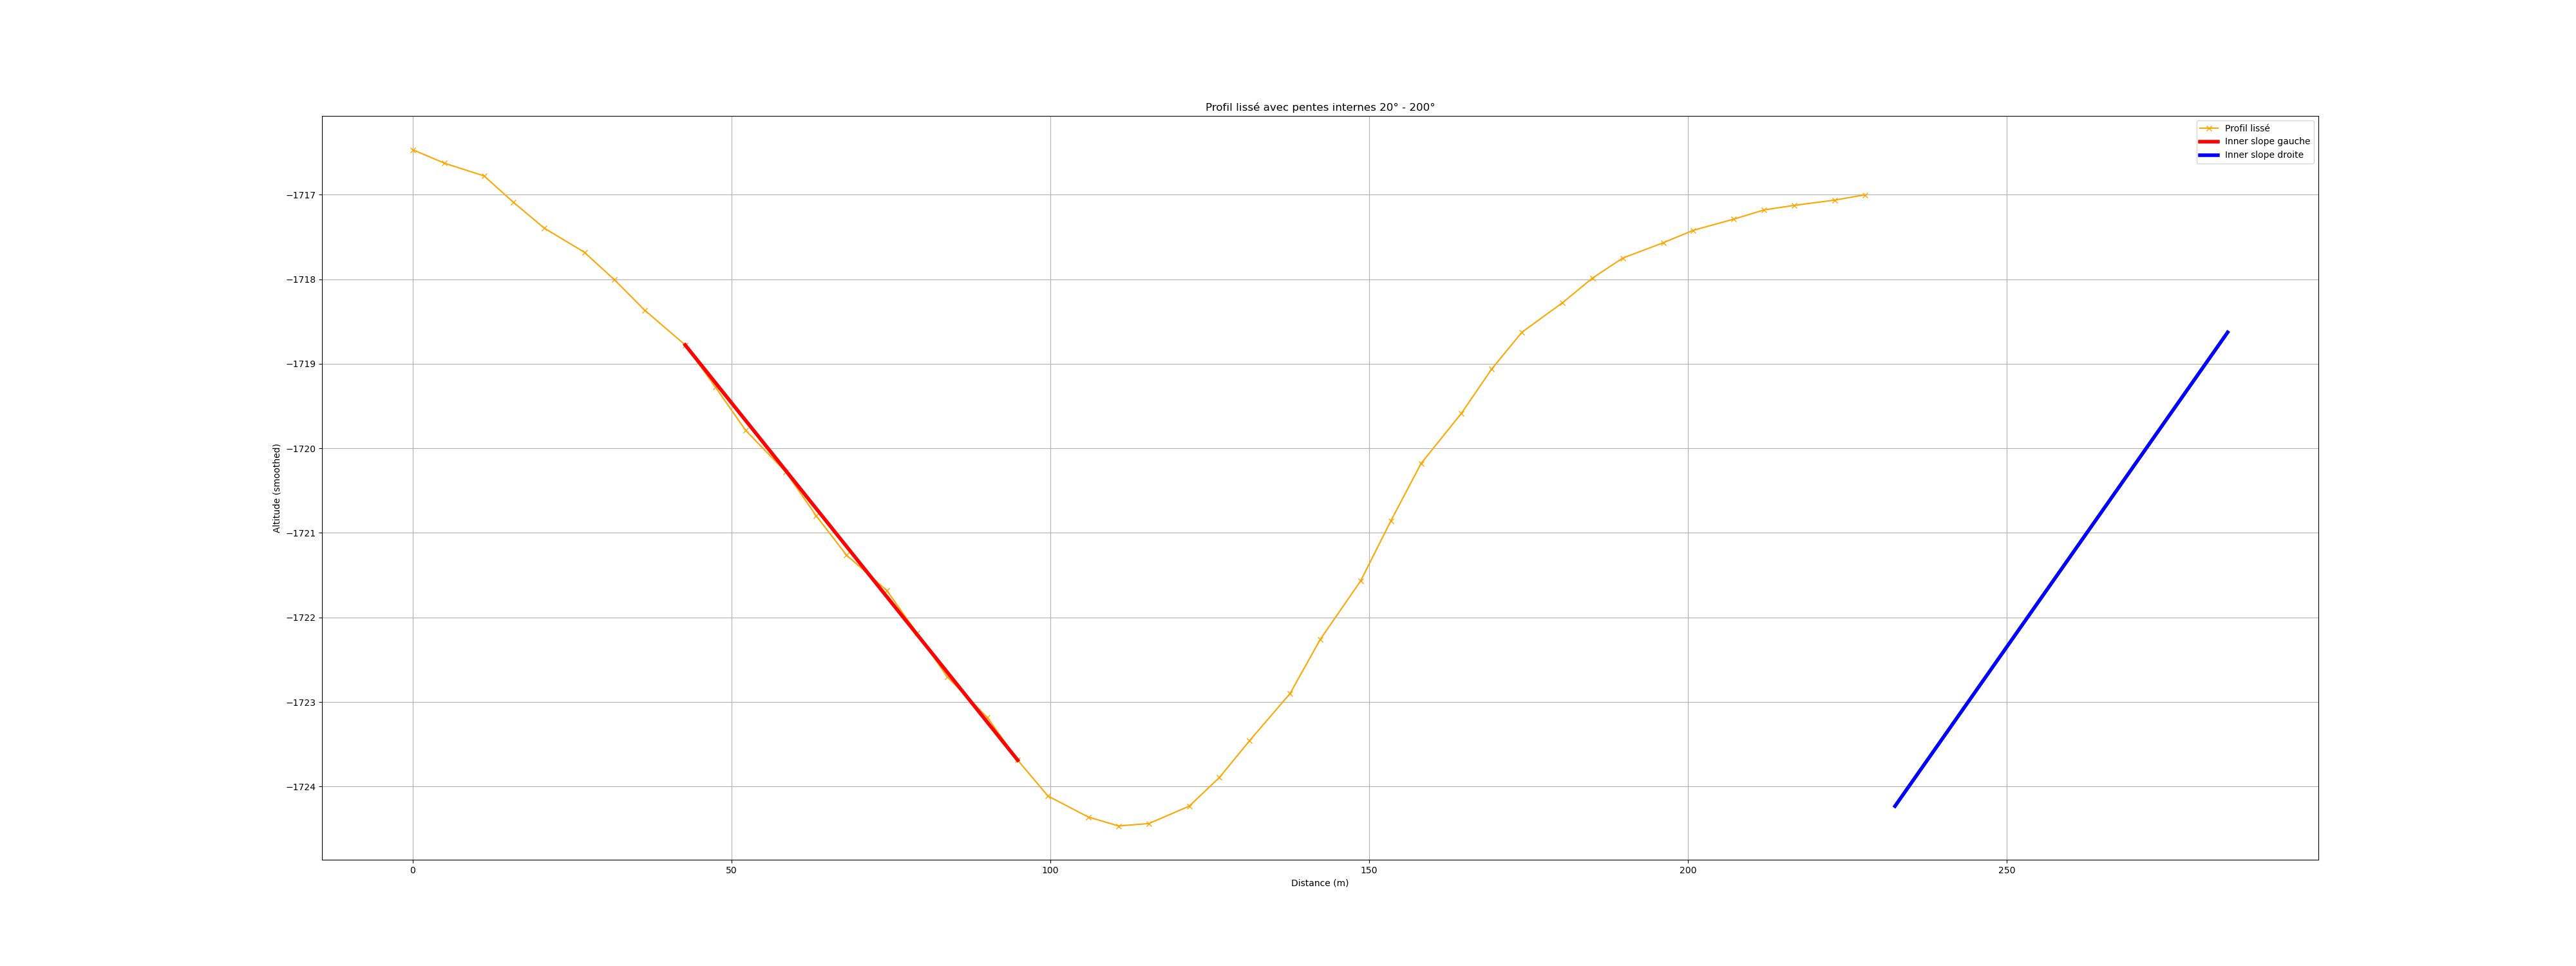 Profil lissé avec pentes internes 20° - 200°
Profil lissé
Inner slope gauche
Inner slope droite
−1717
−1718
−1719
−1720
−1721
−1722
−1723
−1724
Altitude (smoothed)
0
50
100
150
200
250
Distance (m)